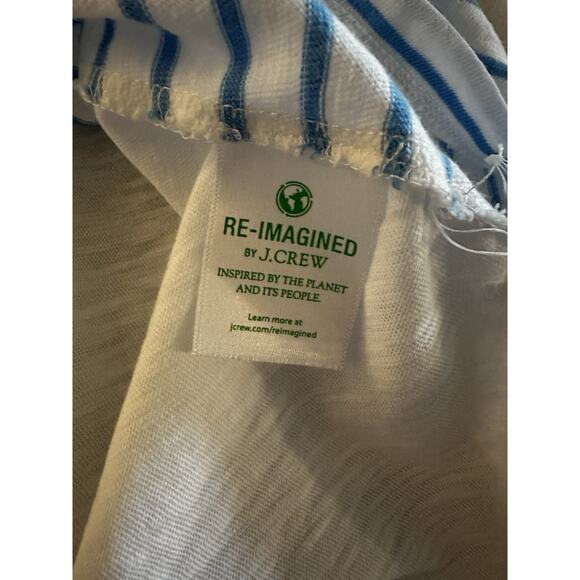 RE-IMAGINED
BY J.CREW
INSPIRED BY THE PLANET
AND ITS PEOPLE.
Learn more at
jcrew.com/reimagined